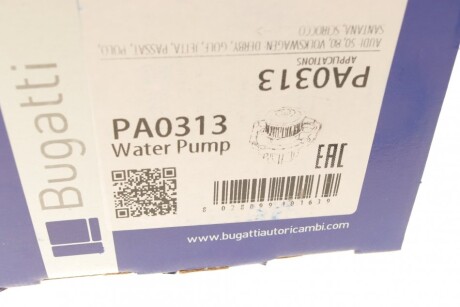 AUDI: 50, 80, VOLKSWAGEN: DERBY, GOLF, JETTA, PASSAT, POLO,
SANTANA, SCIROCCO
APPLICATIONS
PA0313
Bugatti
PA0313
Water Pump
EAC
www.bugattiautoricambi.com